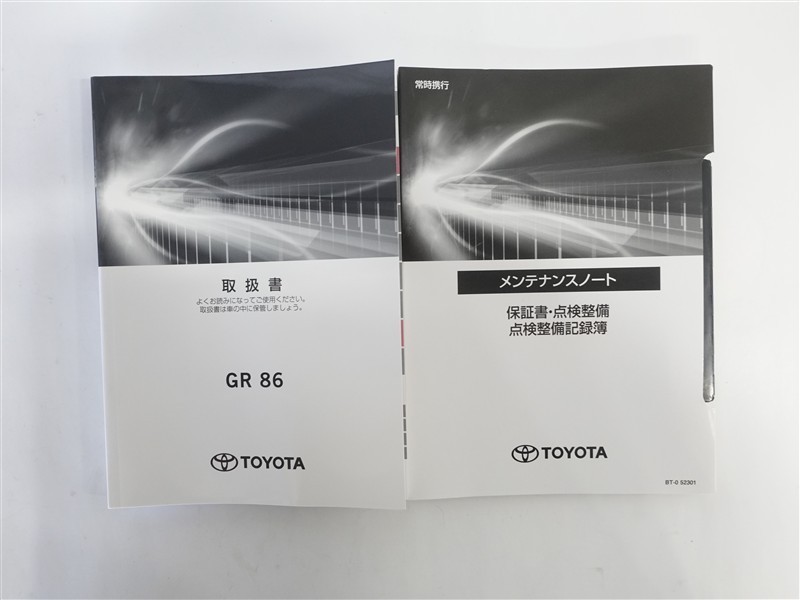 取扱書
よくお読みになってご使用ください。
取扱書は車の中に保管しましょう。
GR 86
TOYOTA
常時携行
メンテナンスノート
保証書・点検整備
点検整備記録簿
TOYOTA
BT-0 52301